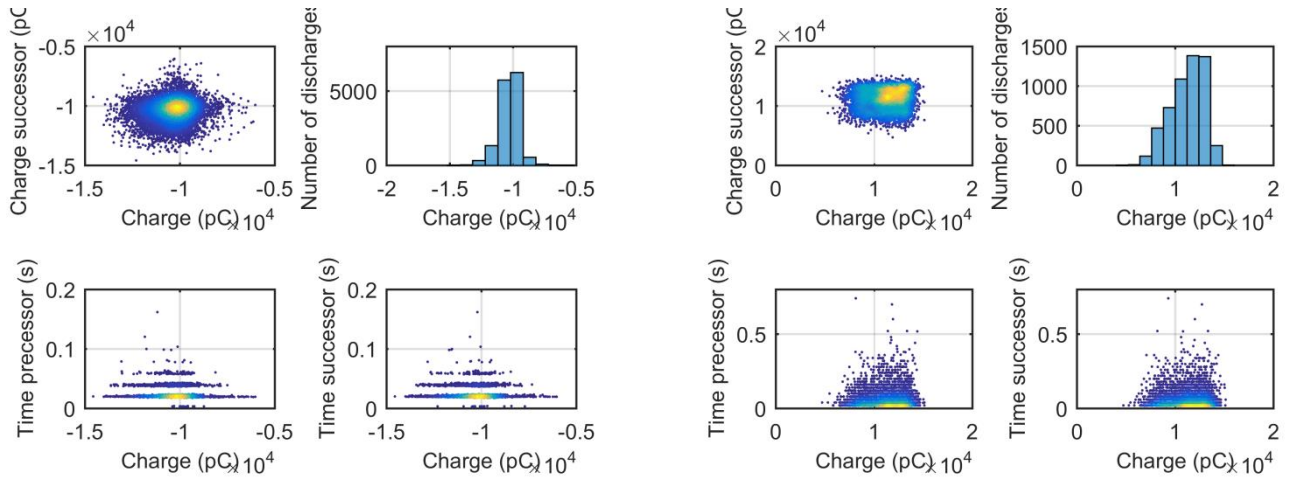 Charge successor (pC
× 10⁴
-0.5
-1
-1.5
-1.5 -1 -0.5
Charge (pC)
× 10⁴
Number of discharges
5000
0
-2 -1.5 -1 -0.5
Charge (pC)
× 10⁴
Charge successor (pC
× 10⁴
2
1
0
0 1 2
Charge (pC)
× 10⁴
Number of discharges
1500
1000
500
0
0 1 2
Charge (pC)
× 10⁴
Time precessor (s)
0.2
0.1
0
-1.5 -1 -0.5
Charge (pC)
× 10⁴
Time successor (s)
0.2
0.1
0
-1.5 -1 -0.5
Charge (pC)
× 10⁴
Time precessor (s)
0.5
0
0 1 2
Charge (pC)
× 10⁴
Time successor (s)
0.5
0
0 1 2
Charge (pC)
× 10⁴